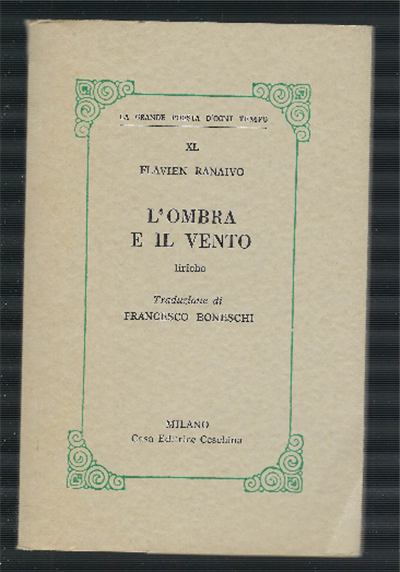 LA GRANDE POESIA D'OGNI TEMPO
XL
FLAVIEN RANAIVO
L'OMBRA
E IL VENTO
liriche
Traduzione di
FRANCESCO BONESCHI
MILANO
Casa Editrice Ceschina